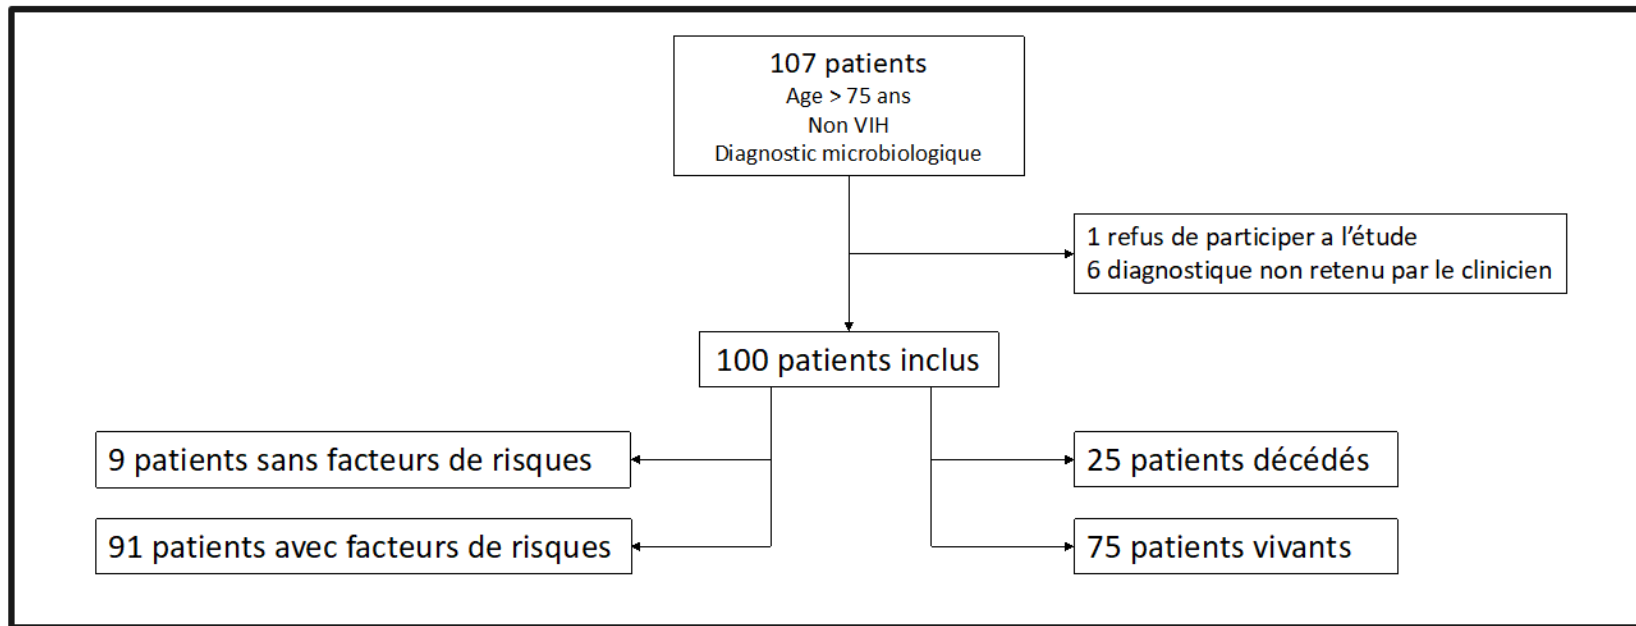 107 patients
Age > 75 ans
Non VIH
Diagnostic microbiologique
1 refus de participer a l’étude
6 diagnostique non retenu par le clinicien
100 patients inclus
9 patients sans facteurs de risques
25 patients décédés
91 patients avec facteurs de risques
75 patients vivants